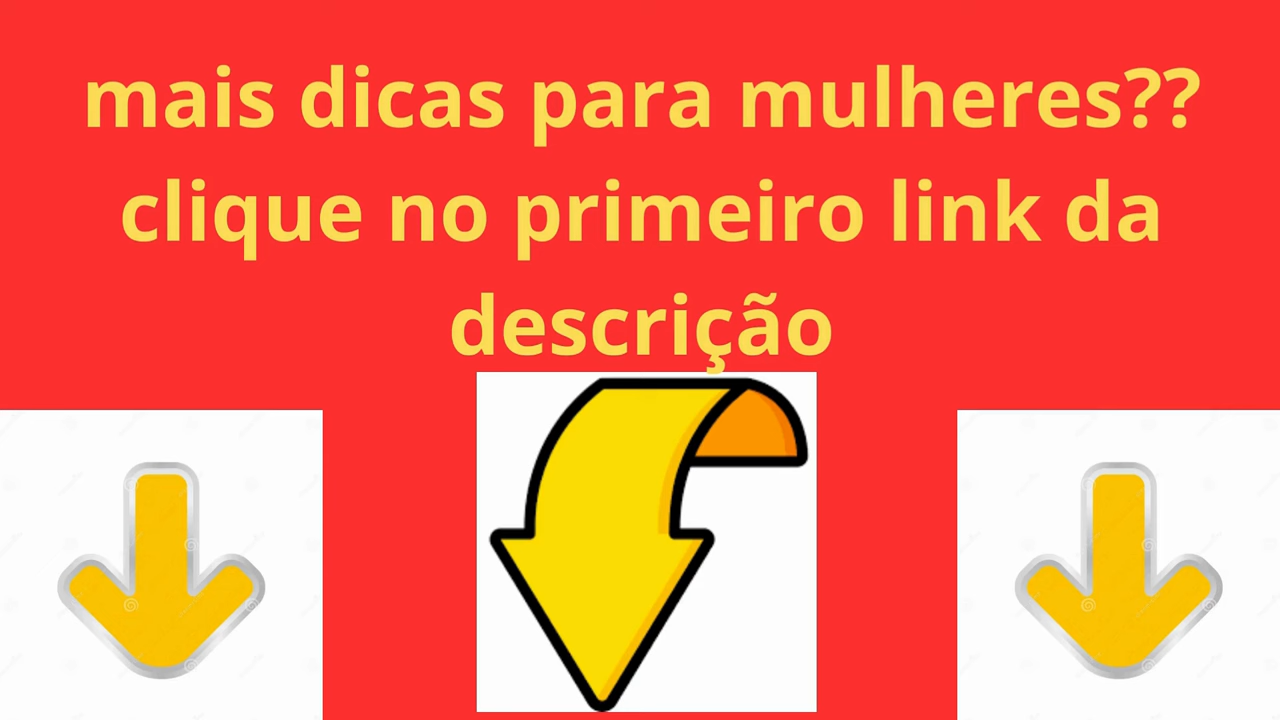 mais dicas para mulheres??
clique no primeiro link da
descrição